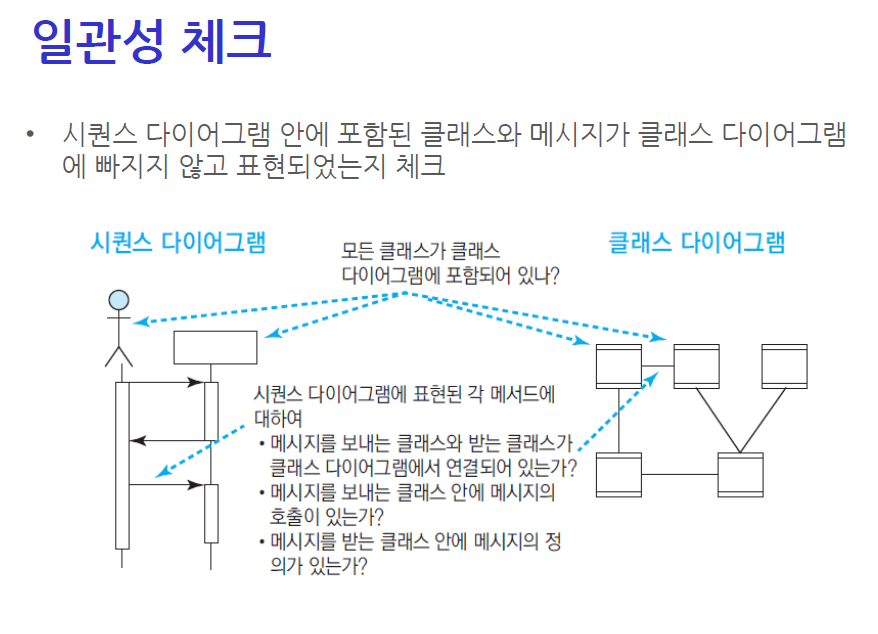 일관성 체크
• 시퀀스 다이어그램 안에 포함된 클래스와 메시지가 클래스 다이어그램
에 빠지지 않고 표현되었는지 체크
시퀀스 다이어그램
모든 클래스가 클래스
다이어그램에 포함되어 있나?
클래스 다이어그램
시퀀스 다이어그램에 표현된 각 메서드에
대하여
• 메시지를 보내는 클래스와 받는 클래스가
클래스 다이어그램에서 연결되어 있는가?
• 메시지를 보내는 클래스 안에 메시지의
호출이 있는가?
• 메시지를 받는 클래스 안에 메시지의 정
의가 있는가?